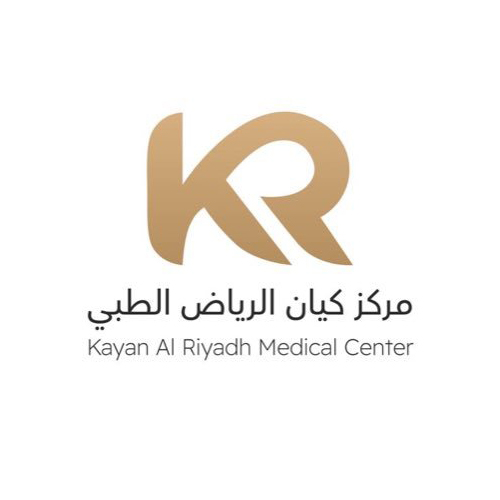 KR
مركز كيان الرياض الطبي
Kayan Al Riyadh Medical Center